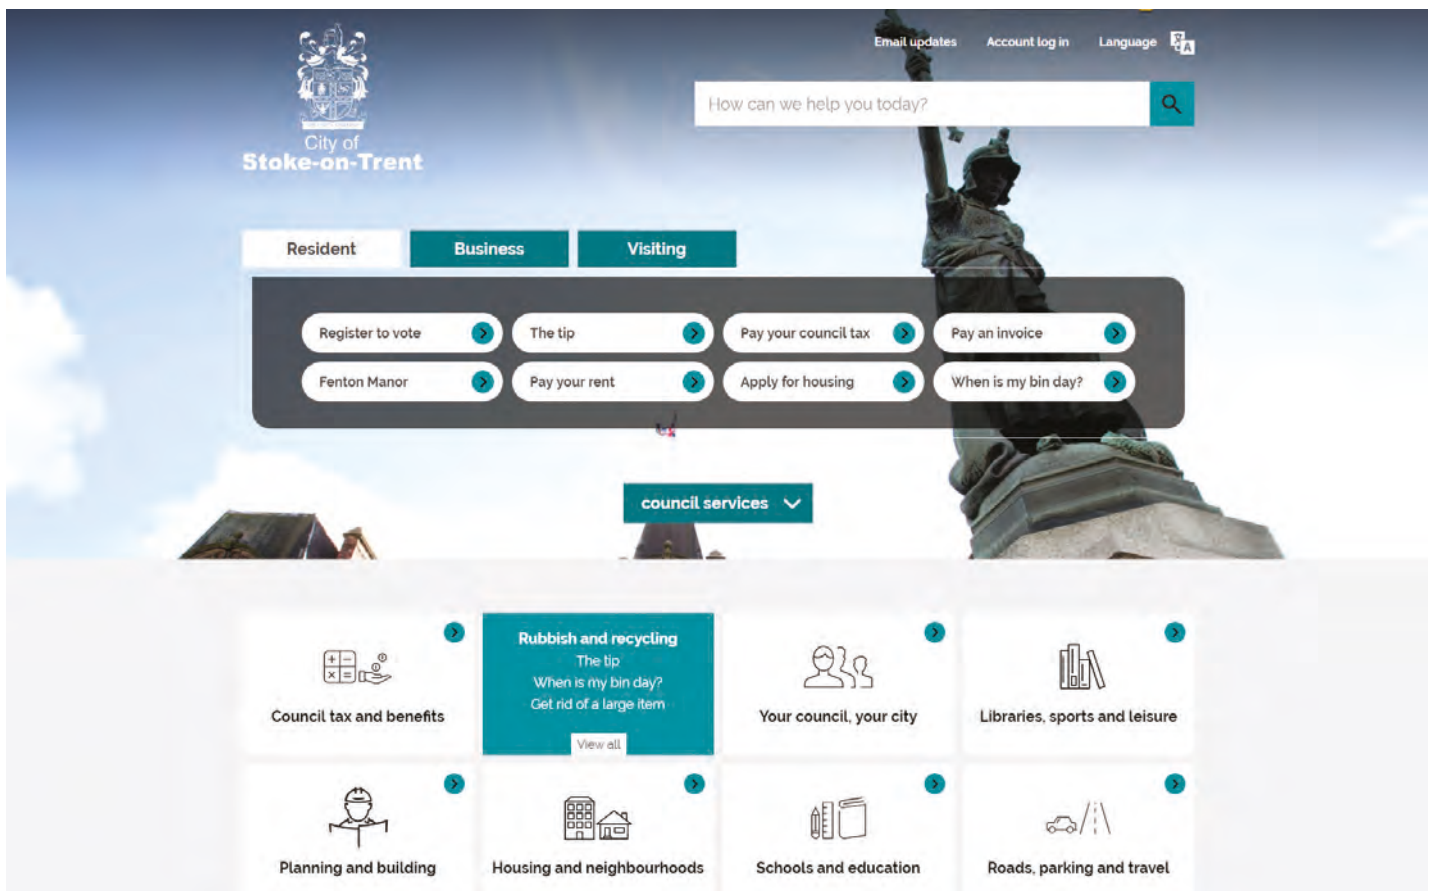 Email updates Account log in Language
How can we help you today?
City of
Stoke-on-Trent
Resident Business Visiting
Register to vote The tip Pay your council tax Pay an invoice
Fenton Manor Pay your rent Apply for housing When is my bin day?
council services
Rubbish and recycling
The tip
When is my bin day?
Get rid of a large item
View all
Council tax and benefits Your council, your city Libraries, sports and leisure
Planning and building Housing and neighbourhoods Schools and education Roads, parking and travel